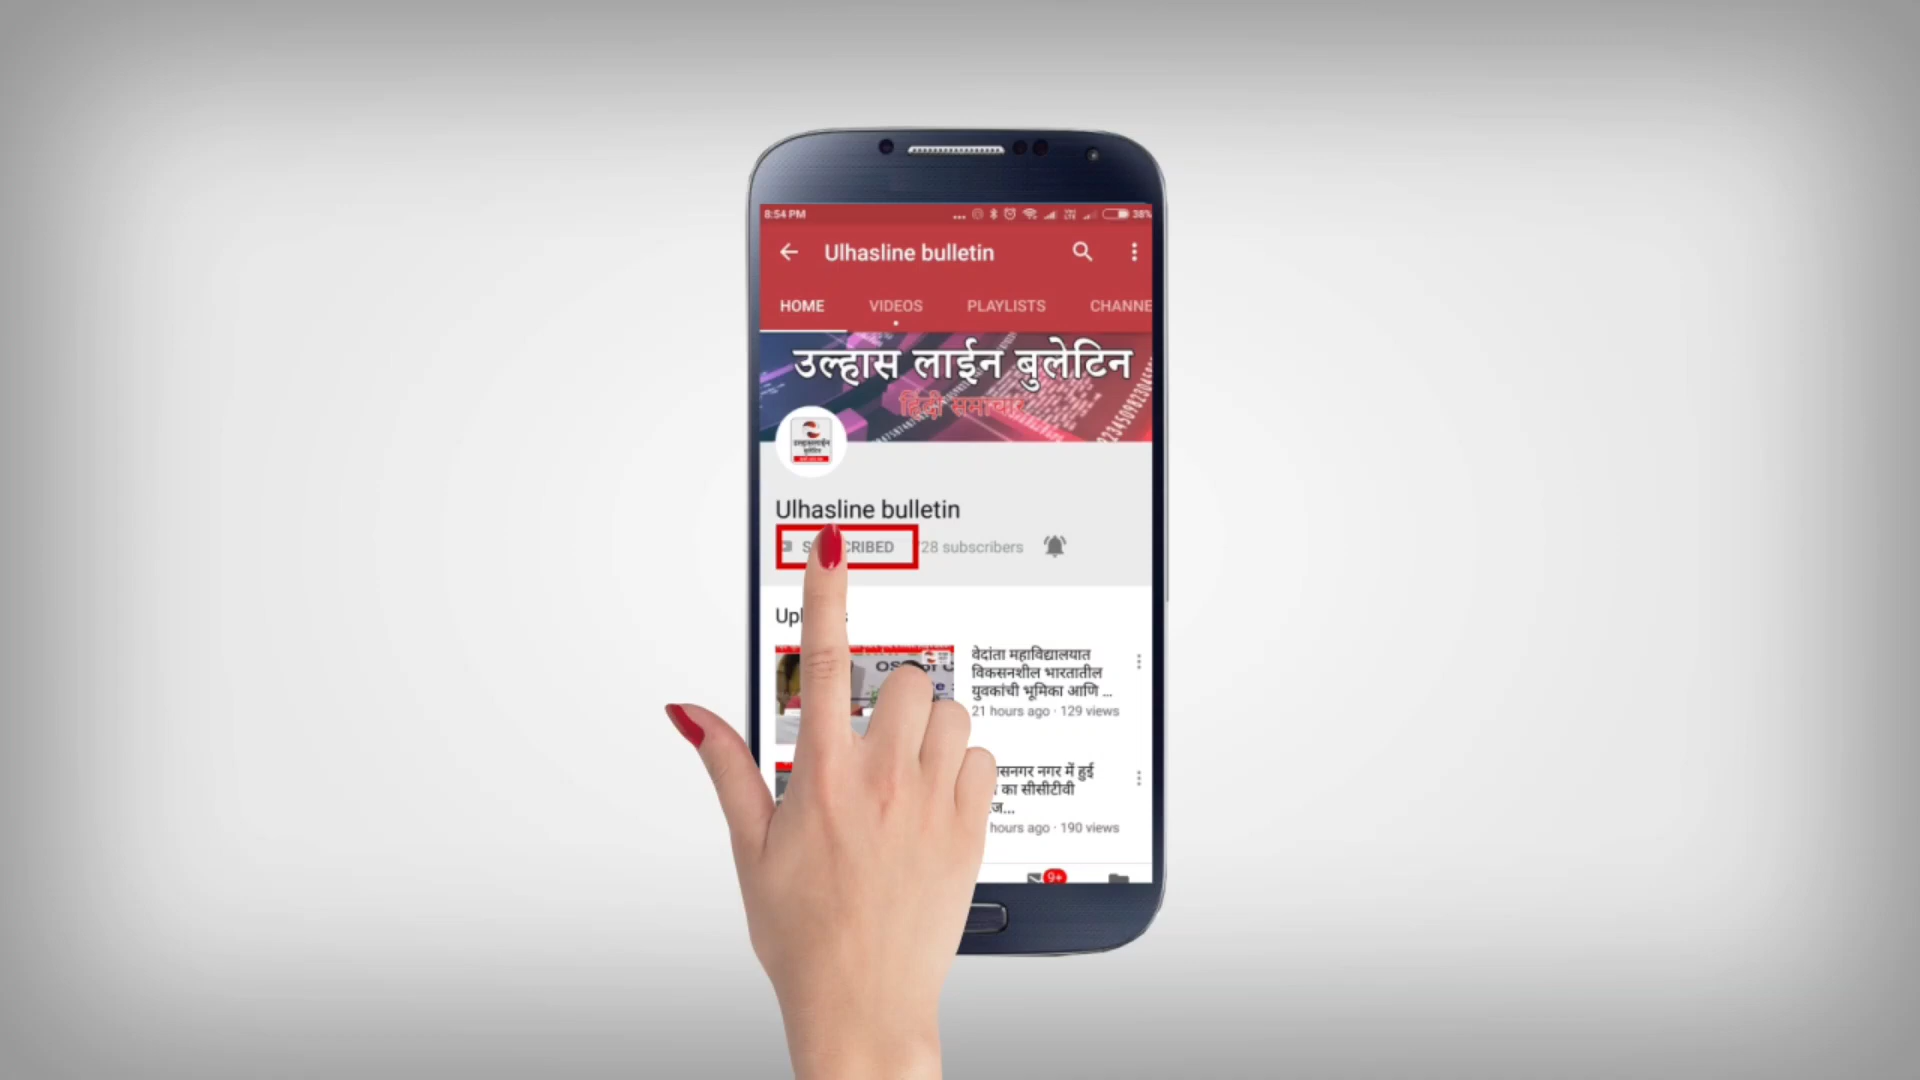 8:54 PM
38%
Ulhasline bulletin
HOME VIDEOS PLAYLISTS CHANNE
उल्हास लाईन बुलेटिन
हिंदी समाचार
Ulhasline bulletin
28 subscribers
वेदांता महाविद्यालयात
विकसनशील भारतातील
युवकांची भूमिका आणि ...
21 hours ago · 129 views
नगर में हुई
का सीसीटीवी
hours ago · 190 views
9+